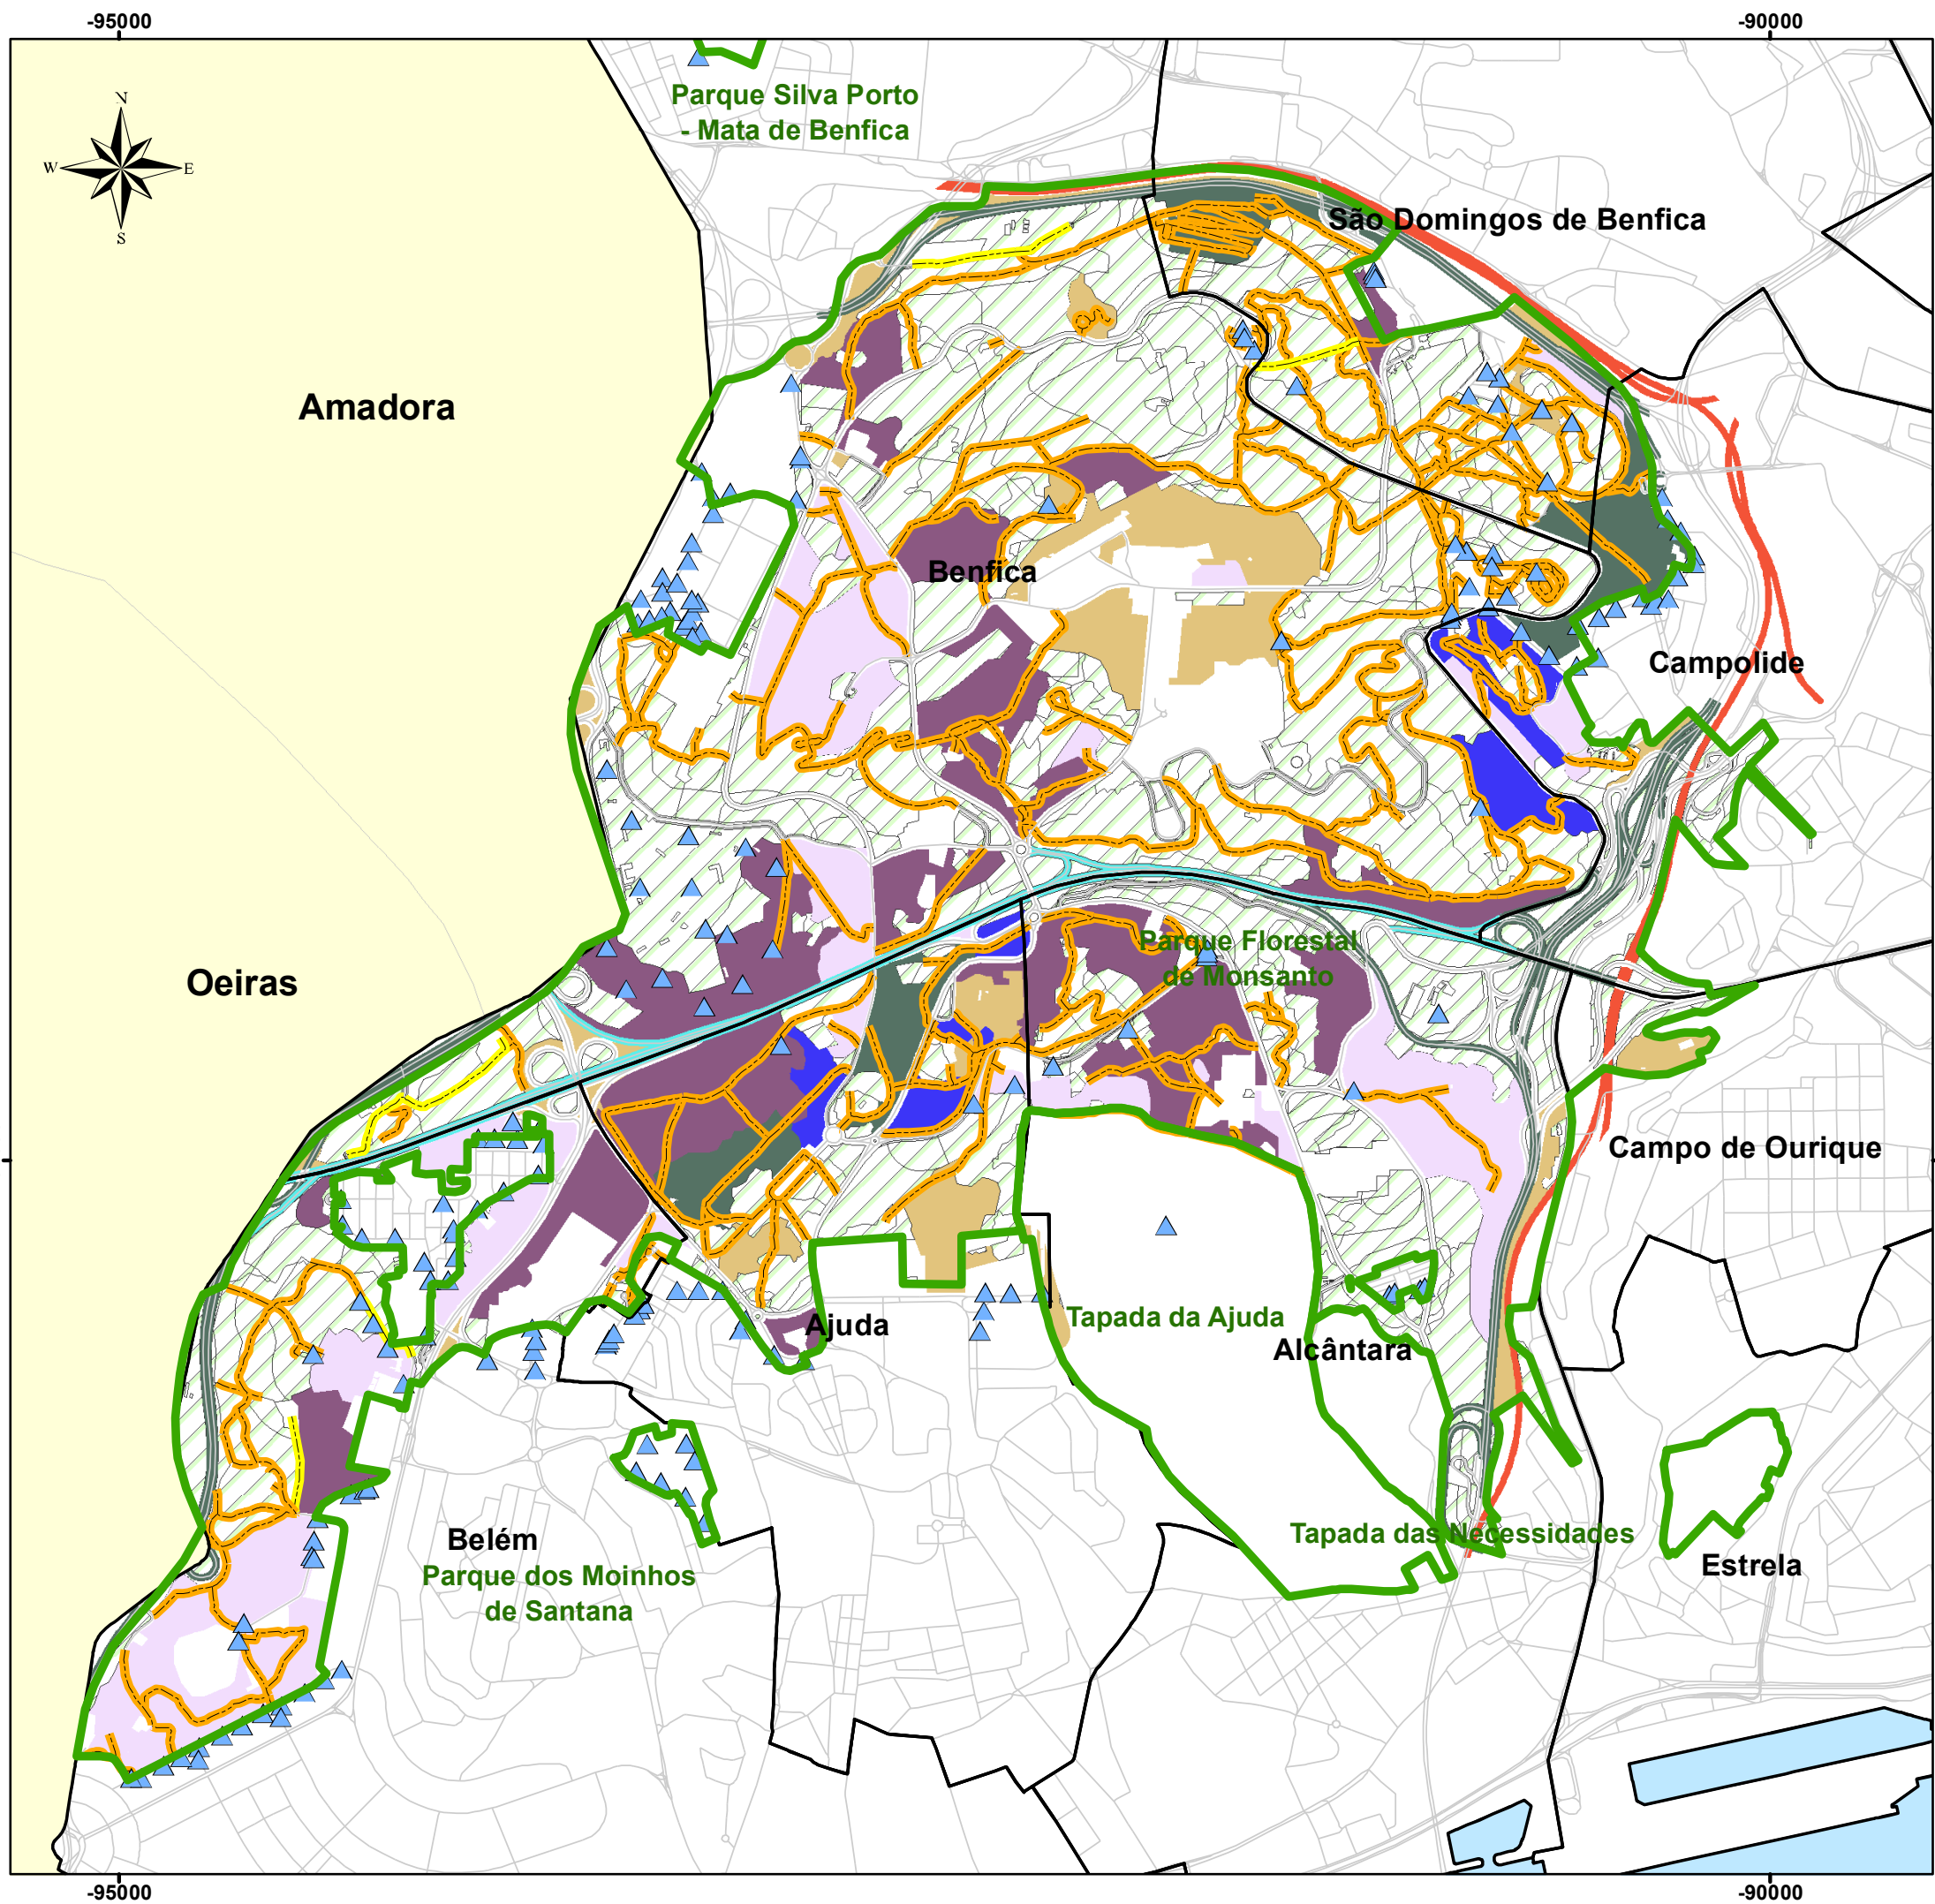 -95000
-90000
Parque Silva Porto
- Mata de Benfica
N
W
E
S
São Domingos de Benfica
Amadora
Benfica
Campolide
Parque Florestal
de Monsanto
Oeiras
Campo de Ourique
Ajuda
Tapada da Ajuda
Alcântara
Belém
Tapada das Necessidades
Parque dos Moinhos
de Santana
Estrela
-95000
-90000